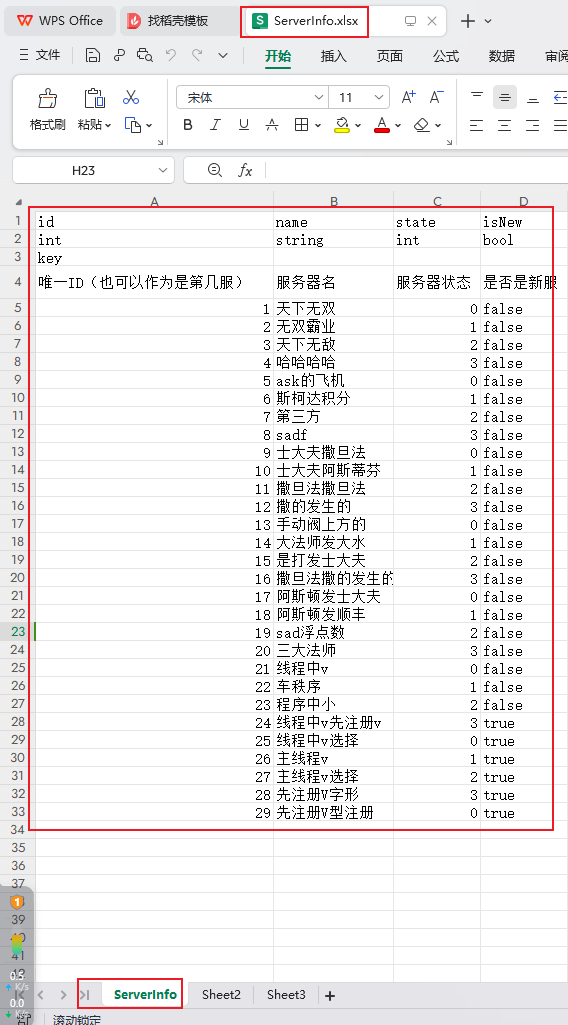 WPS Office 找稻壳模板 ServerInfo.xlsx
文件 开始 插入 页面 公式 数据 审阅
格式刷 粘贴 宋体 11 A+ A-
B I U A A
H23 fx
A B C D
1 id name state isNew
2 int string int bool
3 key
4 唯一ID（也可以作为是第几服） 服务器名 服务器状态 是否是新服
5 1 天下无双 0 false
6 2 无双霸业 1 false
7 3 天下无敌 2 false
8 4 哈哈哈哈 3 false
9 5 ask的飞机 0 false
10 6 斯柯达积分 1 false
11 7 第三方 2 false
12 8 sadf 3 false
13 9 士大夫撒旦法 0 false
14 10 士大夫阿斯蒂芬 1 false
15 11 撒旦法撒旦法 2 false
16 12 撒的发生的 3 false
17 13 手动阀上方的 0 false
18 14 大法师发大水 1 false
19 15 是打发士大夫 2 false
20 16 撒旦法撒的发生的 3 false
21 17 阿斯顿发士大夫 0 false
22 18 阿斯顿发顺丰 1 false
23 19 sad浮点数 2 false
24 20 三大法师 3 false
25 21 线程中v 0 false
26 22 车秩序 1 false
27 23 程序中小 2 false
28 24 线程中v先注册v 3 true
29 25 线程中v选择 0 true
30 26 主线程v 1 true
31 27 主线程v选择 2 true
32 28 先注册V字形 3 true
33 29 先注册V型注册 0 true
34
35
36
37
39
41
0.5
K/s
0.0
K/s
ServerInfo Sheet2 Sheet3 +
滚动锁定